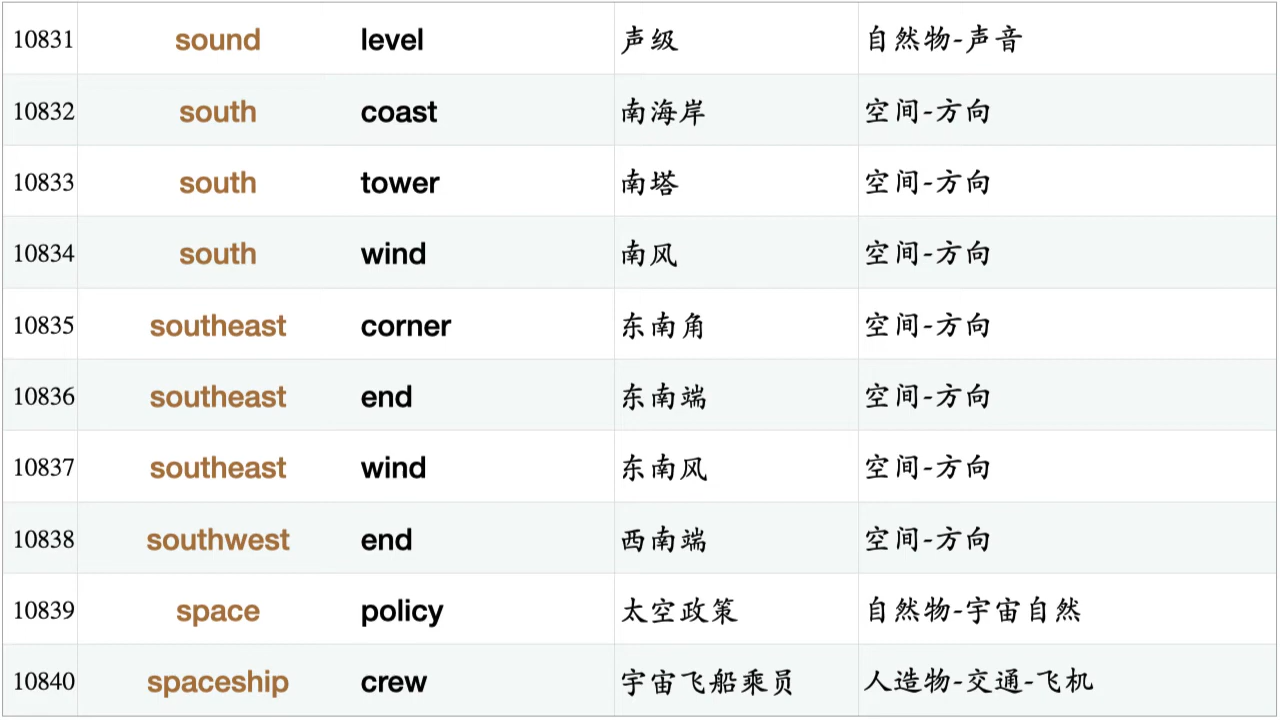 10831 sound level 声级 自然物-声音
10832 south coast 南海岸 空间-方向
10833 south tower 南塔 空间-方向
10834 south wind 南风 空间-方向
10835 southeast corner 东南角 空间-方向
10836 southeast end 东南端 空间-方向
10837 southeast wind 东南风 空间-方向
10838 southwest end 西南端 空间-方向
10839 space policy 太空政策 自然物-宇宙自然
10840 spaceship crew 宇宙飞船乘员 人造物-交通-飞机